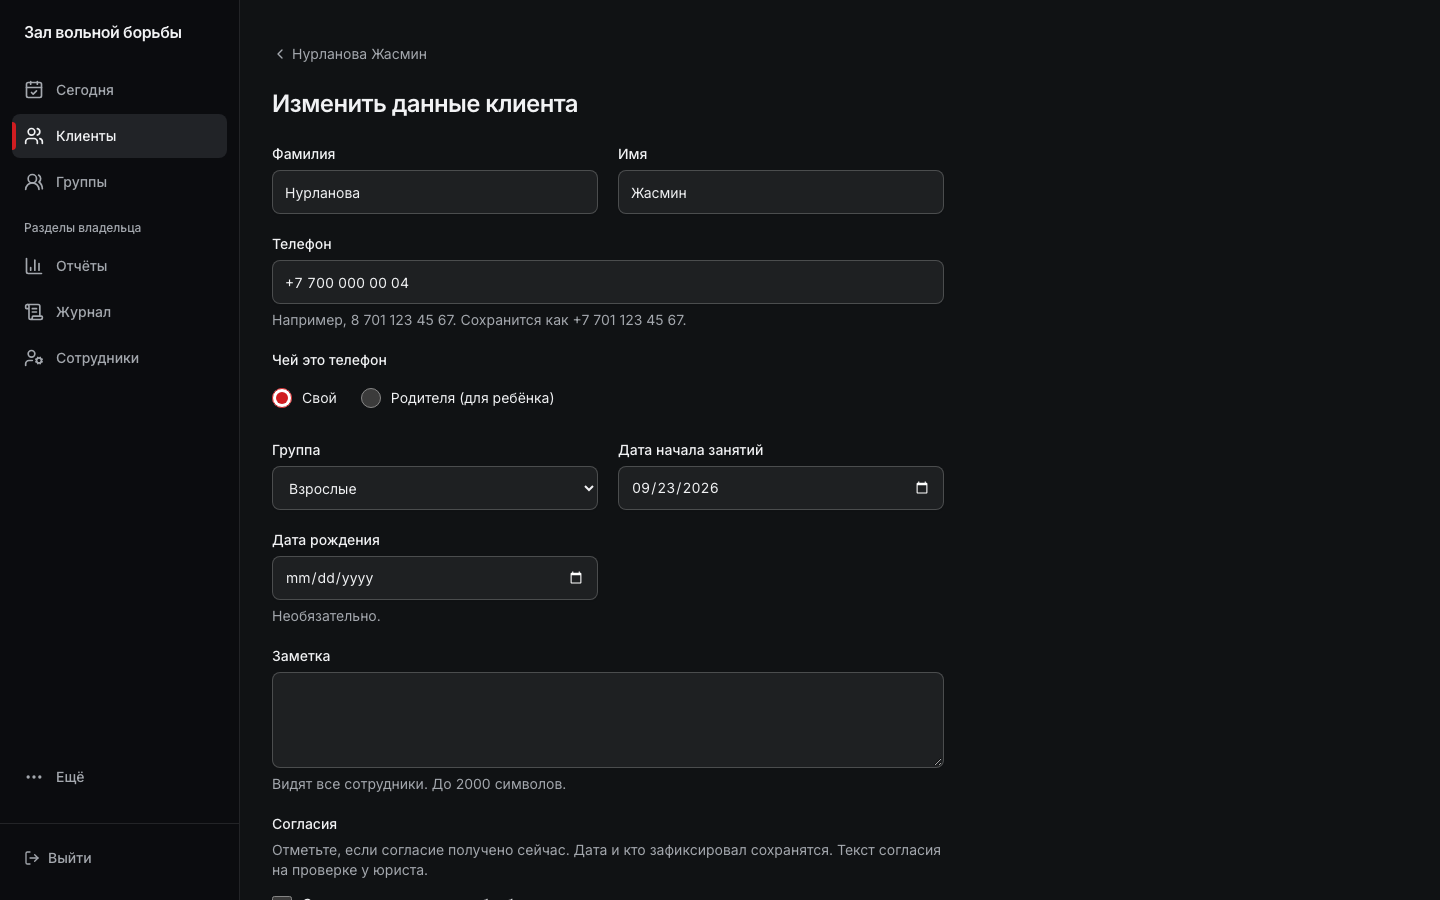 Зал вольной борьбы
Сегодня
Клиенты
Группы
Разделы владельца
Отчёты
Журнал
Сотрудники
Ещё
Выйти
Нурланова Жасмин
Изменить данные клиента
Фамилия
Имя
Нурланова
Жасмин
Телефон
+7 700 000 00 04
Например, 8 701 123 45 67. Сохранится как +7 701 123 45 67.
Чей это телефон
Свой
Родителя (для ребёнка)
Группа
Дата начала занятий
Взрослые
09/23/2026
Дата рождения
mm/dd/yyyy
Необязательно.
Заметка
Видят все сотрудники. До 2000 символов.
Согласия
Отметьте, если согласие получено сейчас. Дата и кто зафиксировал сохранятся. Текст согласия
на проверке у юриста.